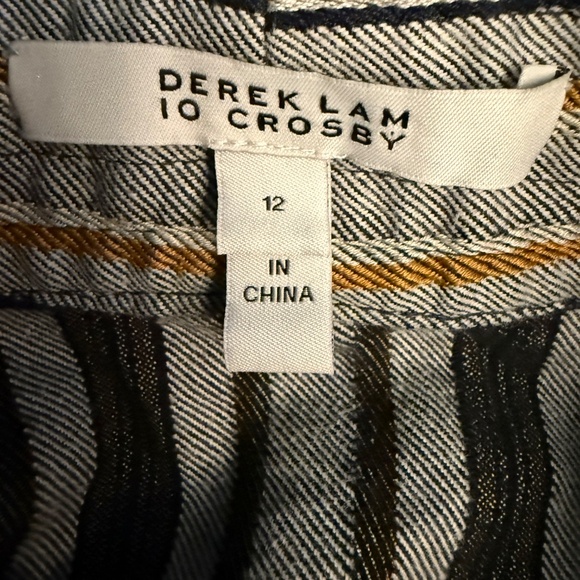 DEREK LAM
10 CROSBY
12
IN
CHINA